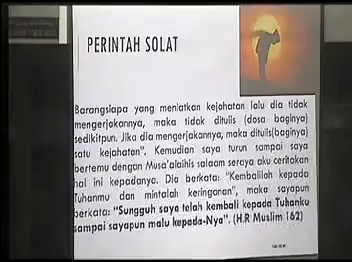 PERINTAH SOLAT
Barangsiapa yang meniatkan kejahatan lalu dia tidak
mengerjakannya, maka tidak ditulis (dosa baginya)
sedikitpun. Jika dia mengerjakannya, maka ditulis(baginya)
satu kejahatan". Kemudian saya turun sampai saya
bertemu dengan Musa'alaihis salaam seraya aku ceritakan
hal ini kepadanya. Dia berkata: "Kembalilah kepada
Tuhanmu dan mintalah keringanan", maka sayapun
berkata: "Sungguh saya telah kembali kepada Tuhanku
sampai sayapun malu kepada-Nya". (H.R Muslim 162)